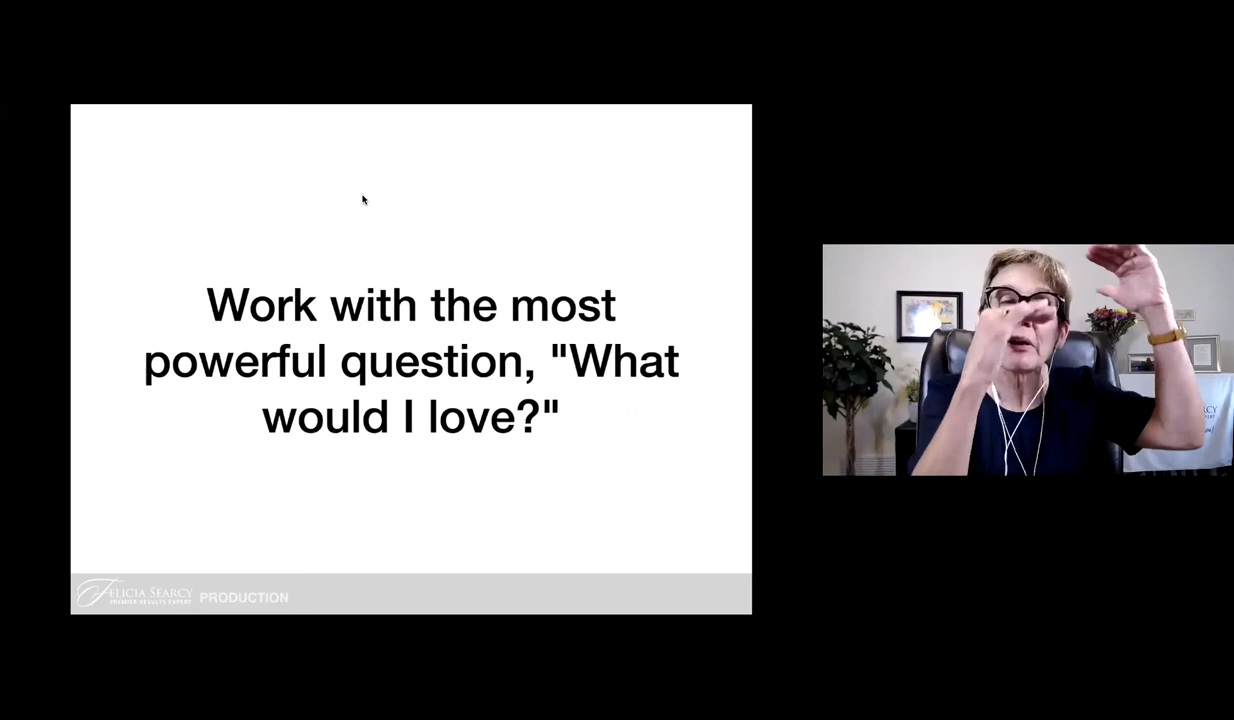 Work with the most
powerful question, "What
would I love?"
FELICIA SEARCY
PREMIER RESULTS EXPERT
PRODUCTION